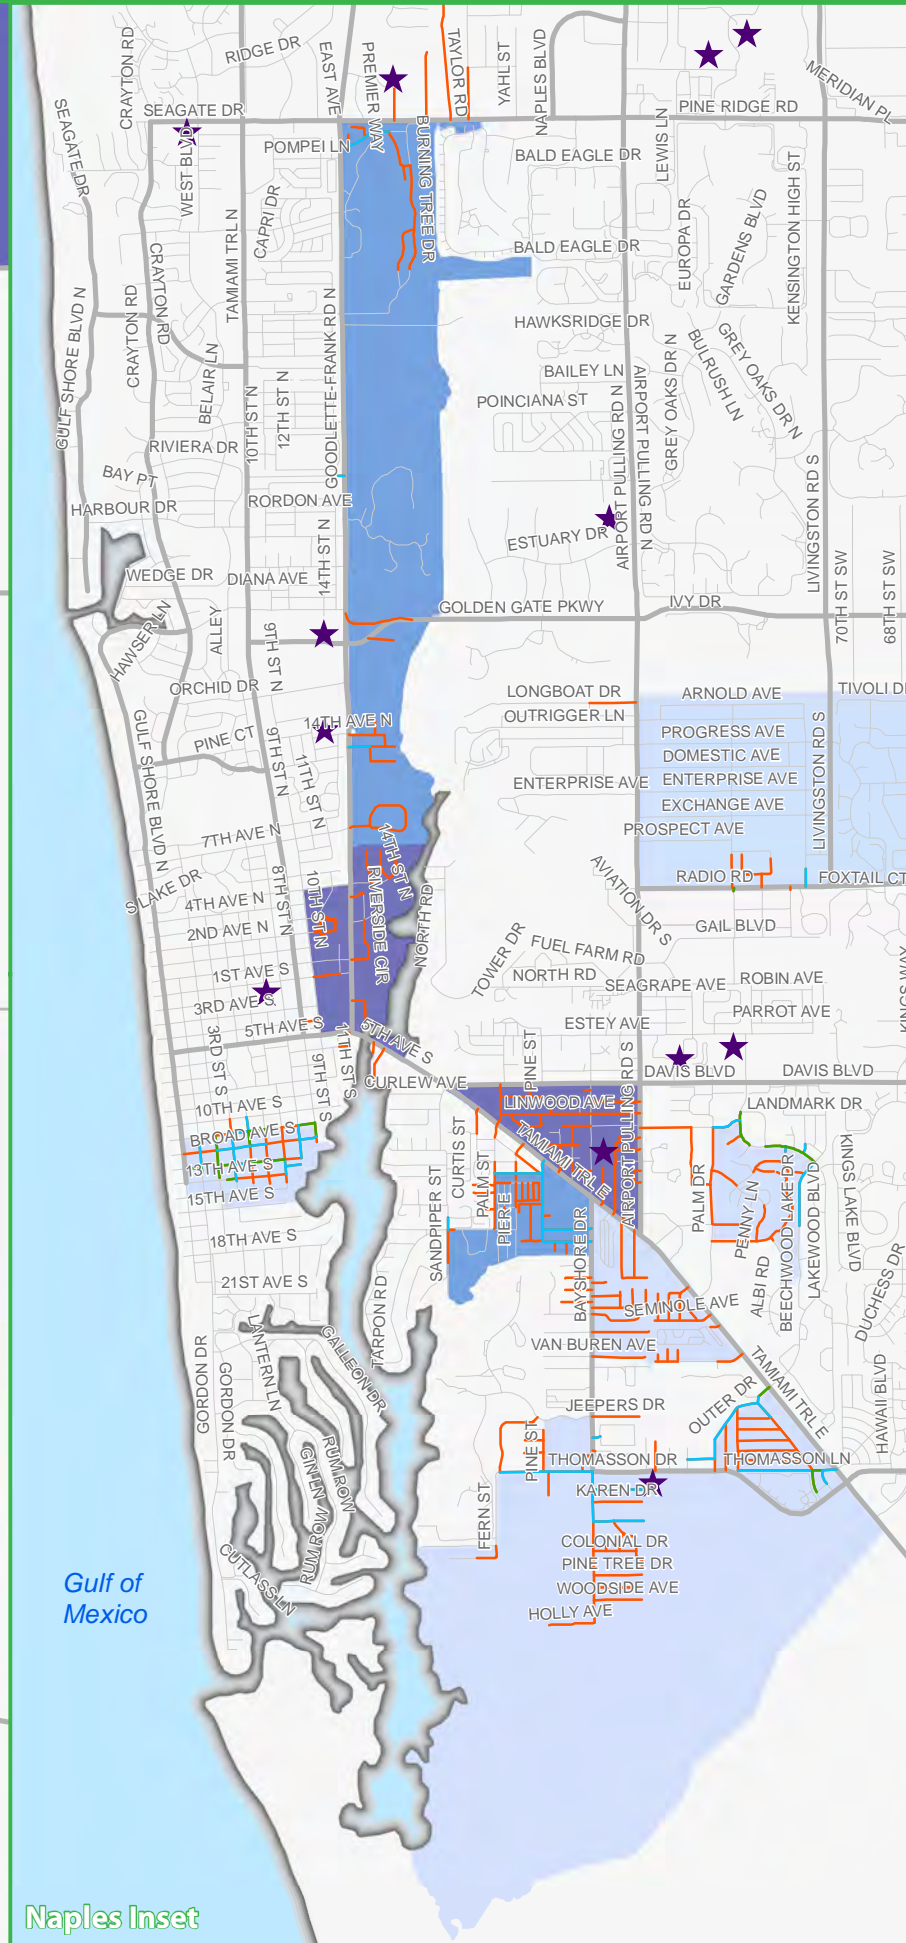 CRAYTON RD
RIDGE DR
EAST AVE
PREMIER WAY
TAYLOR RD
YAHL ST
NAPLES BLVD
MERIDIAN PL
SEAGATE DR
SEAGATE DR
PINE RIDGE RD
WEST BLVD
POMPEI LN
BURNING TREE DR
BALD EAGLE DR
LEWIS LN
KENSINGTON HIGH ST
TAMIAMI TRL N
CAPRI DR
EUROPA DR
GARDENS BLVD
BALD EAGLE DR
CRAYTON RD
CRAYTON RD
GULF SHORE BLVD N
GOODLETTE-FRANK RD N
HAWKSRIDGE DR
BELAIR LN
BAILEY LN
POINCIANA ST
GREY OAKS DR N
BULRUSH LN
GREY OAKS DR N
10TH ST N
12TH ST N
AIRPORT PULLING RD N
AIRPORT PULLING RD N
RIVIERA DR
BAY PT
HARBOUR DR
RORDON AVE
LIVINGSTON RD S
ESTUARY DR
14TH ST N
WEDGE DR
DIANA AVE
70TH ST SW
68TH ST SW
GOLDEN GATE PKWY
IVY DR
HAWSER LN
ALLEY
9TH ST N
ORCHID DR
LONGBOAT DR
ARNOLD AVE
TIVOLI DR
OUTRIGGER LN
14TH AVE N
PINE CT
PROGRESS AVE
DOMESTIC AVE
GULF SHORE BLVD N
9TH ST N
11TH ST N
LIVINGSTON RD S
ENTERPRISE AVE
ENTERPRISE AVE
EXCHANGE AVE
PROSPECT AVE
7TH AVE N
S LAKE DR
8TH ST N
10TH ST N
14TH ST N
RIVERSIDE CIR
NORTH RD
AVIATION DR S
RADIO RD
FOXTAIL CT
4TH AVE N
2ND AVE N
GAIL BLVD
TOWER DR
FUEL FARM RD
NORTH RD
SEAGRAPE AVE
ROBIN AVE
KINGS WAY
1ST AVE S
3RD AVE S
PARROT AVE
5TH AVE S
5TH AVE S
ESTEY AVE
3RD ST S
9TH ST S
11TH ST S
PINE ST
AIRPORT PULLING RD S
DAVIS BLVD
DAVIS BLVD
CURLEW AVE
10TH AVE S
LINWOOD AVE
LANDMARK DR
BROAD AVE S
13TH AVE S
15TH AVE S
CURTIS ST
PALM ST
TAMIAMI TRL E
PALM DR
PENNY LN
BEECHWOOD LAKE DR
LAKEWOOD BLVD
KINGS LAKE BLVD
SANDPIPER ST
BAYSHORE DR
18TH AVE S
21ST AVE S
ALBI RD
DUCHESS DR
TARPON RD
SEMINOLE AVE
LANTERN LN
GALLEON DR
VAN BUREN AVE
GORDON DR
GORDON DR
TAMIAMI TRL E
OUTER DR
HAWAII BLVD
JEEPERS DR
RUM ROW
PINE ST
THOMASSON DR
THOMASSON LN
KAREN DR
FERN ST
RUM ROW
COLONIAL DR
PINE TREE DR
CUTLASS LN
WOODSIDE AVE
HOLLY AVE
Gulf of
Mexico
Naples Inset